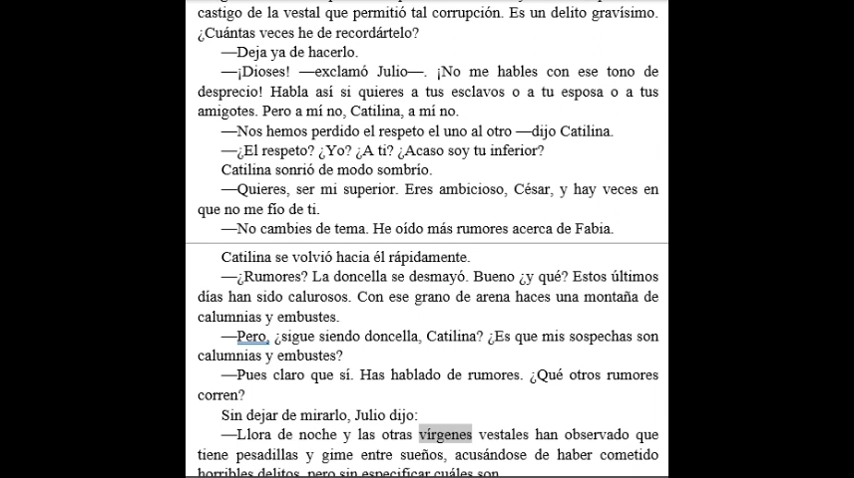 castigo de la vestal que permitió tal corrupción. Es un delito gravísimo.
¿Cuántas veces he de recordártelo?
—Deja ya de hacerlo.
—¡Dioses! —exclamó Julio—. ¡No me hables con ese tono de
desprecio! Habla así si quieres a tus esclavos o a tu esposa o a tus
amigotes. Pero a mí no, Catilina, a mí no.
—Nos hemos perdido el respeto el uno al otro —dijo Catilina.
—¿El respeto? ¿Yo? ¿A ti? ¿Acaso soy tu inferior?
Catilina sonrió de modo sombrío.
—Quieres, ser mi superior. Eres ambicioso, César, y hay veces en
que no me fío de ti.
—No cambies de tema. He oído más rumores acerca de Fabia.
Catilina se volvió hacia él rápidamente.
—¿Rumores? La doncella se desmayó. Bueno ¿y qué? Estos últimos
días han sido calurosos. Con ese grano de arena haces una montaña de
calumnias y embustes.
—Pero, ¿sigue siendo doncella, Catilina? ¿Es que mis sospechas son
calumnias y embustes?
—Pues claro que sí. Has hablado de rumores. ¿Qué otros rumores
corren?
Sin dejar de mirarlo, Julio dijo:
—Llora de noche y las otras vírgenes vestales han observado que
tiene pesadillas y gime entre sueños, acusándose de haber cometido
horribles delitos, pero sin especificar cuáles son.